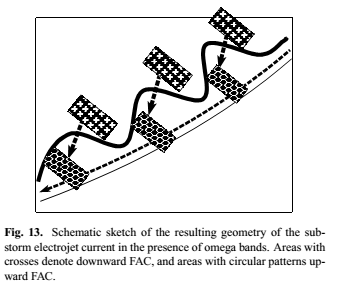 Fig. 13. Schematic sketch of the resulting geometry of the sub-
storm electrojet current in the presence of omega bands. Areas with
crosses denote downward FAC, and areas with circular patterns up-
ward FAC.